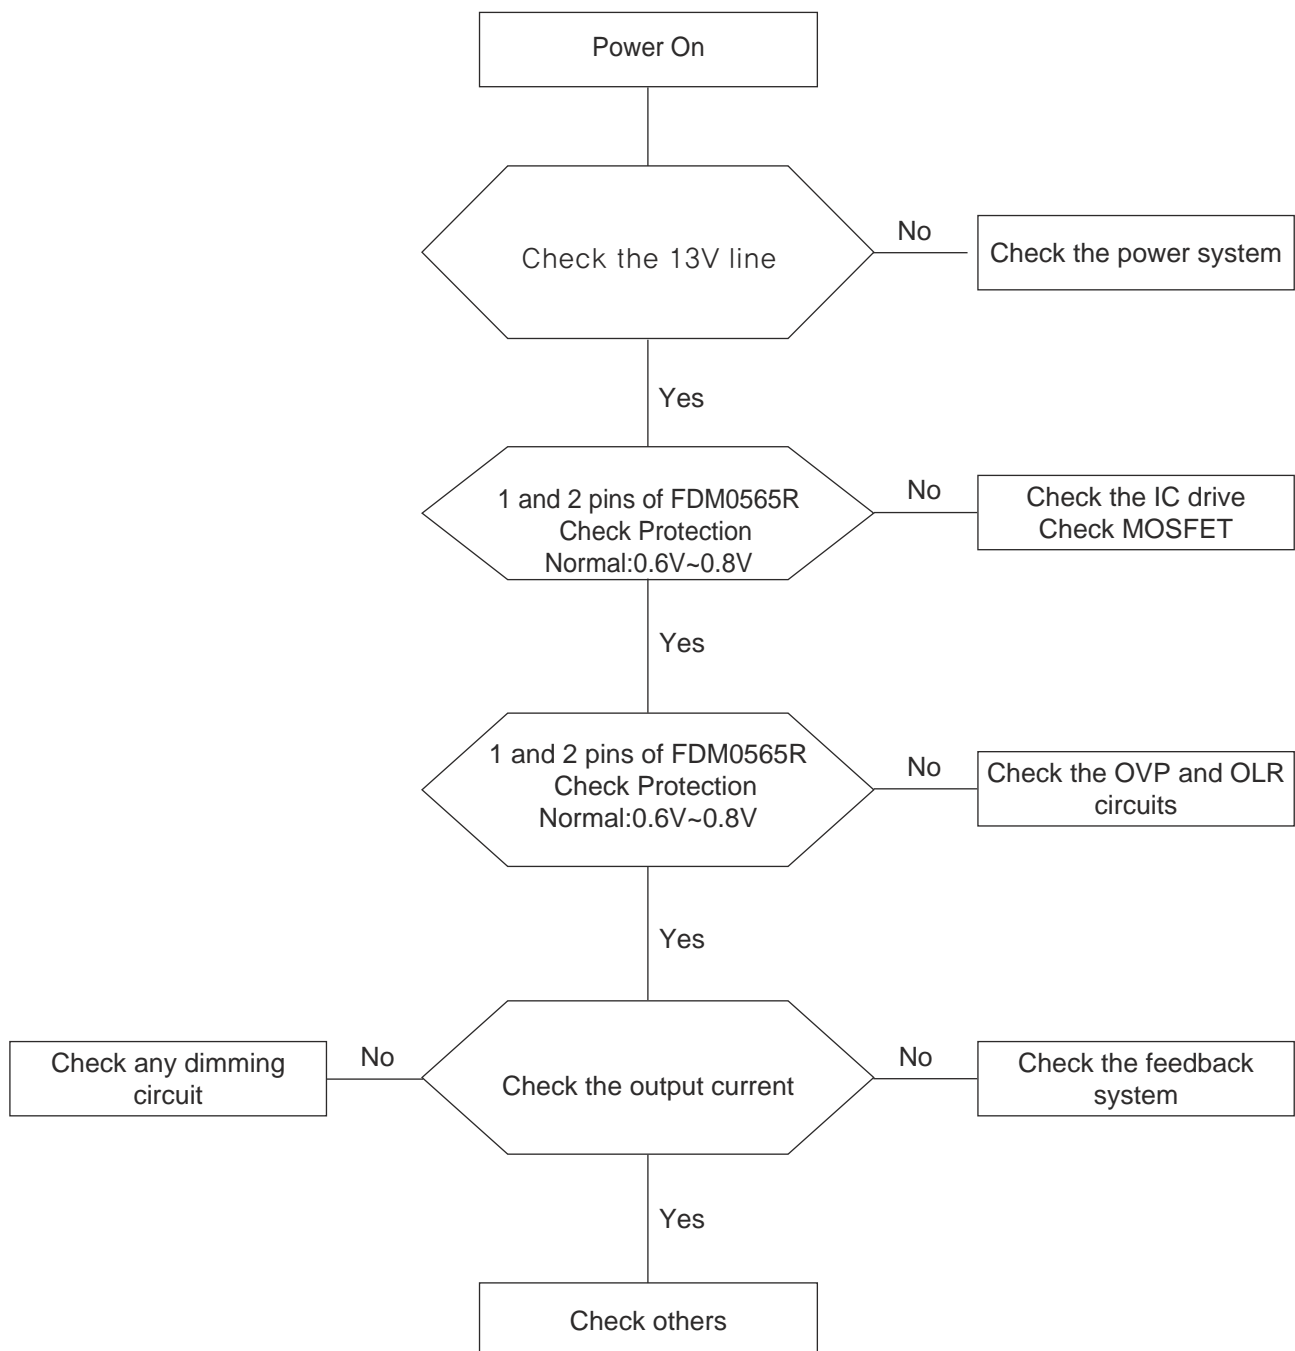 Power On
Check the 13V line
No
Check the power system
Yes
1 and 2 pins of FDM0565R
Check Protection
Normal:0.6V~0.8V
No
Check the IC drive
Check MOSFET
Yes
1 and 2 pins of FDM0565R
Check Protection
Normal:0.6V~0.8V
No
Check the OVP and OLR
circuits
Yes
Check any dimming
circuit
No
Check the output current
No
Check the feedback
system
Yes
Check others